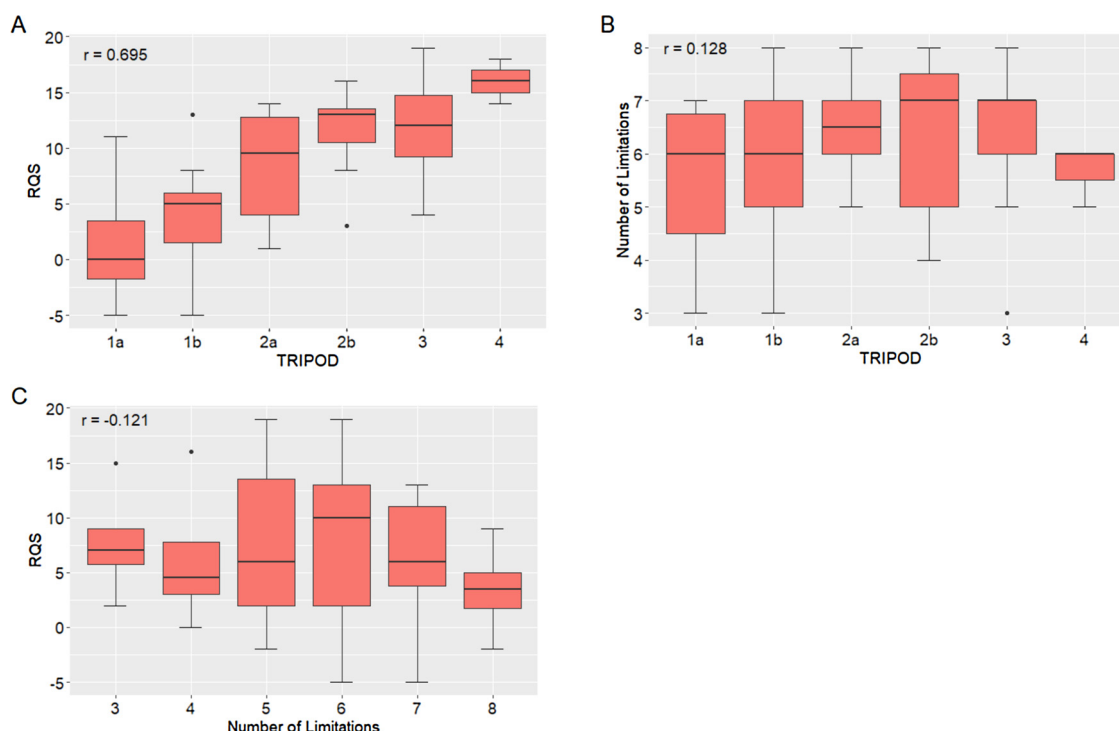 A
r = 0.695
RQS
20
15
10
5
0
-5
1a 1b 2a 2b 3 4
TRIPOD
B
r = 0.128
Number of Limitations
8
7
6
5
4
3
1a 1b 2a 2b 3 4
TRIPOD
C
r = -0.121
RQS
20
15
10
5
0
-5
3 4 5 6 7 8
Number of Limitations